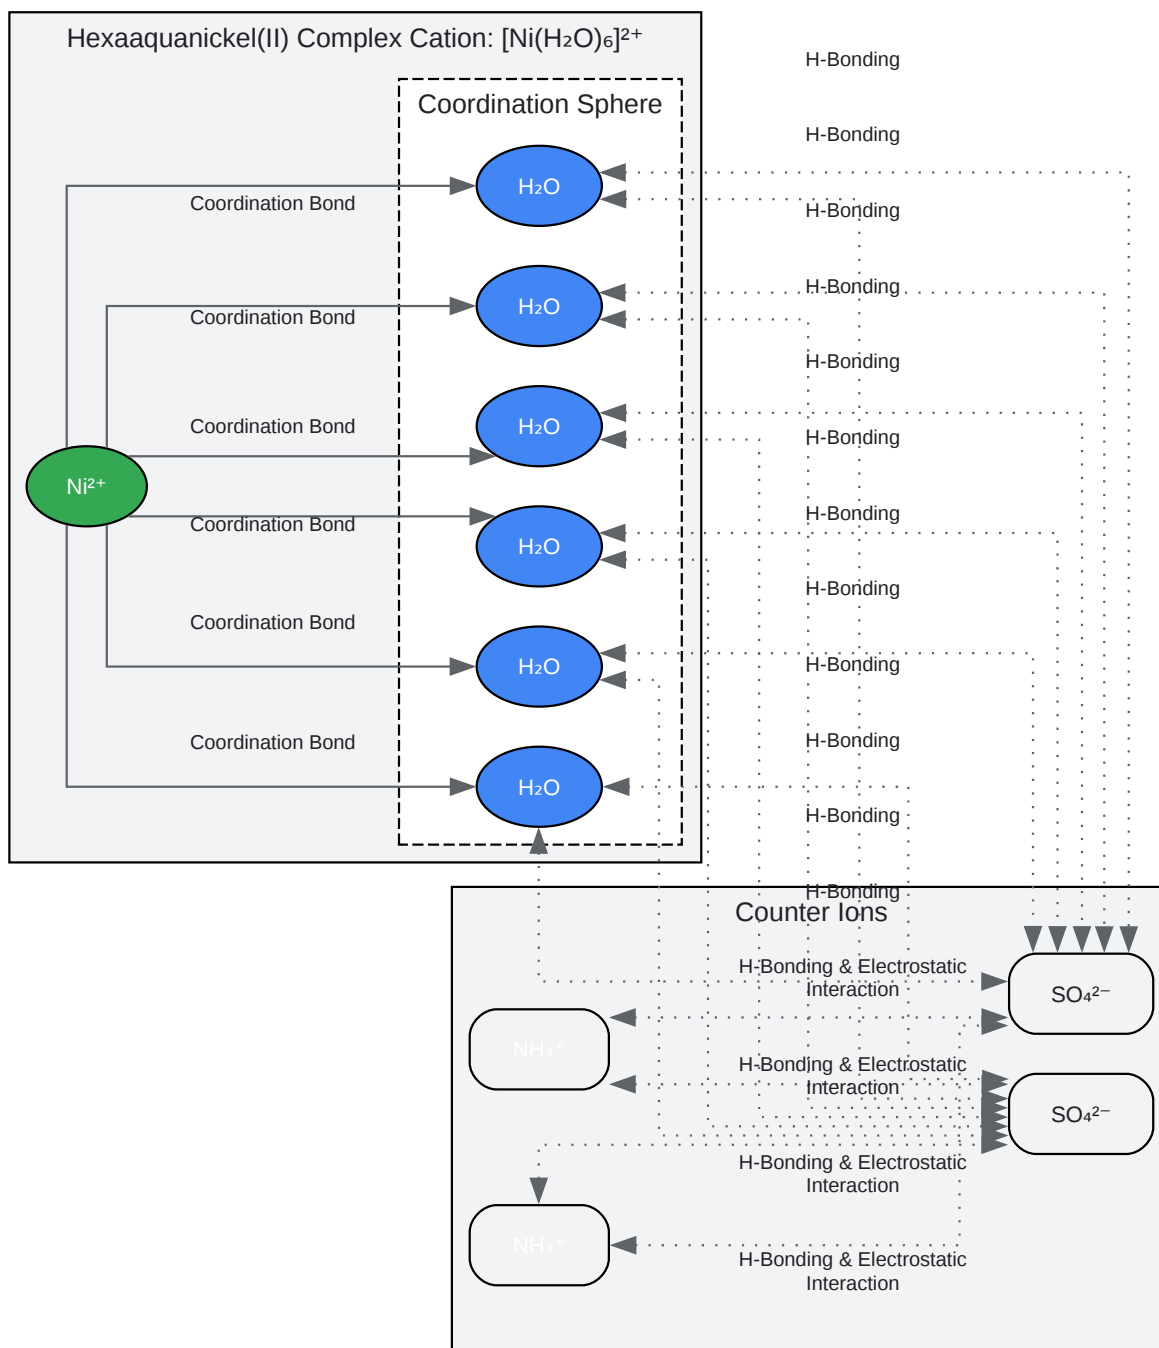 Hexaaquanickel(II) Complex Cation: [Ni(H₂O)₆]²⁺
Coordination Sphere
H₂O
H₂O
H₂O
H₂O
H₂O
H₂O
Ni²⁺
Coordination Bond
Coordination Bond
Coordination Bond
Coordination Bond
Coordination Bond
Coordination Bond
H-Bonding
H-Bonding
H-Bonding
H-Bonding
H-Bonding
H-Bonding
H-Bonding
H-Bonding
H-Bonding
H-Bonding
H-Bonding
H-Bonding
Counter Ions
H-Bonding & Electrostatic
Interaction
H-Bonding & Electrostatic
Interaction
H-Bonding & Electrostatic
Interaction
H-Bonding & Electrostatic
Interaction
NH₄⁺
NH₄⁺
SO₄²⁻
SO₄²⁻